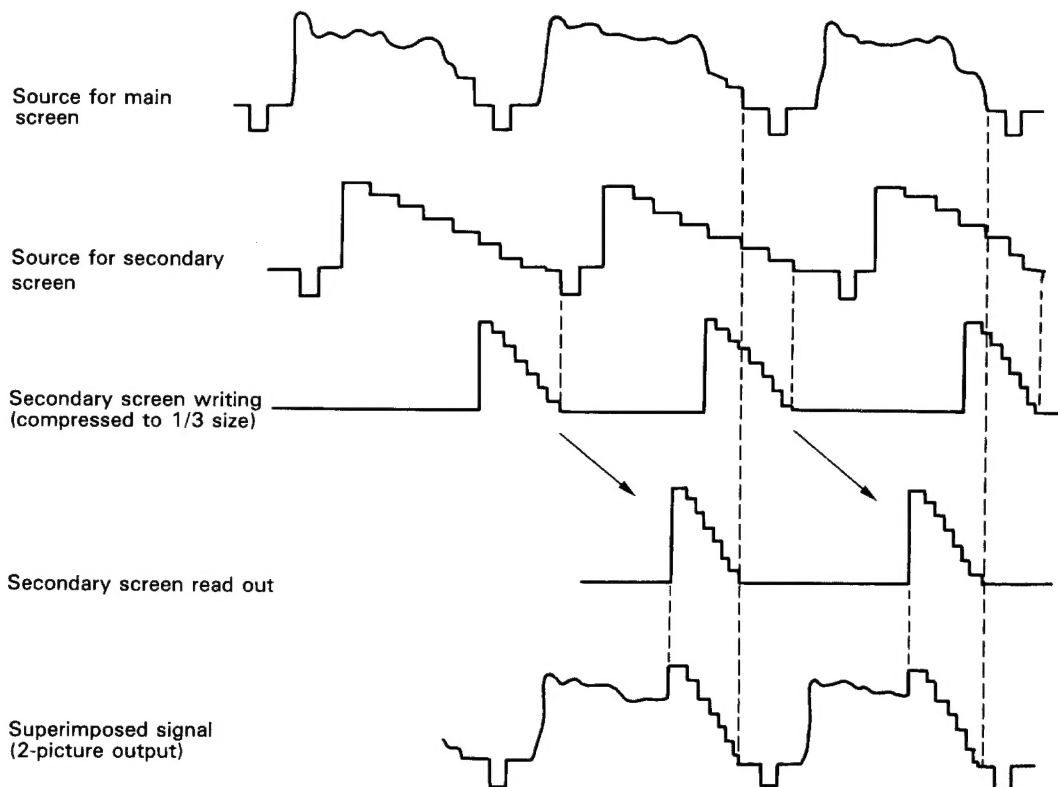 Source for main
screen
Source for secondary
screen
Secondary screen writing
(compressed to 1/3 size)
Secondary screen read out
Superimposed signal
(2-picture output)